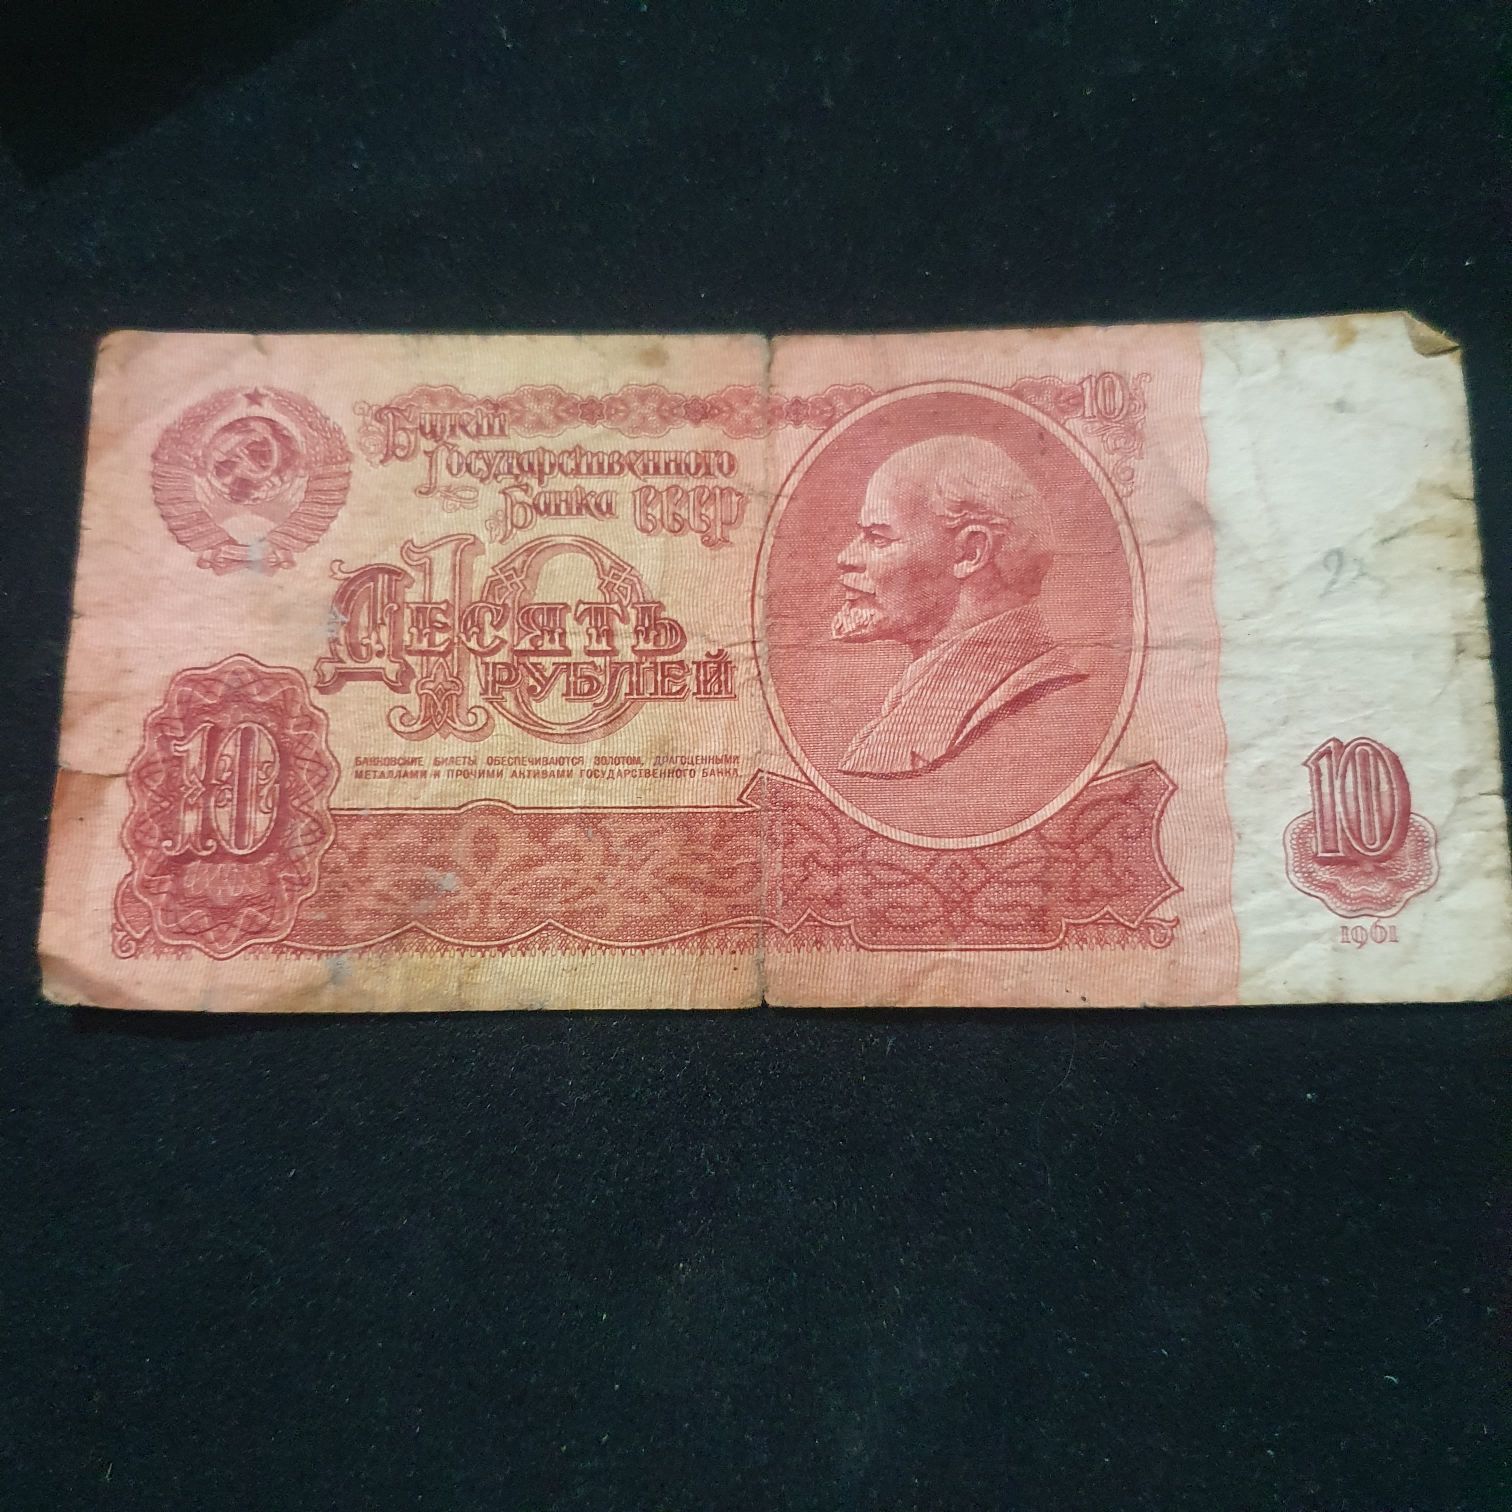 Билет
Государственного
Банка СССР
10
10
Десять
рублей
10
БАНКОВСКИЕ БИЛЕТЫ ОБЕСПЕЧИВАЮТСЯ ЗОЛОТОМ, ДРАГОЦЕННЫМИ
МЕТАЛЛАМИ И ПРОЧИМИ АКТИВАМИ ГОСУДАРСТВЕННОГО БАНКА
10
1961